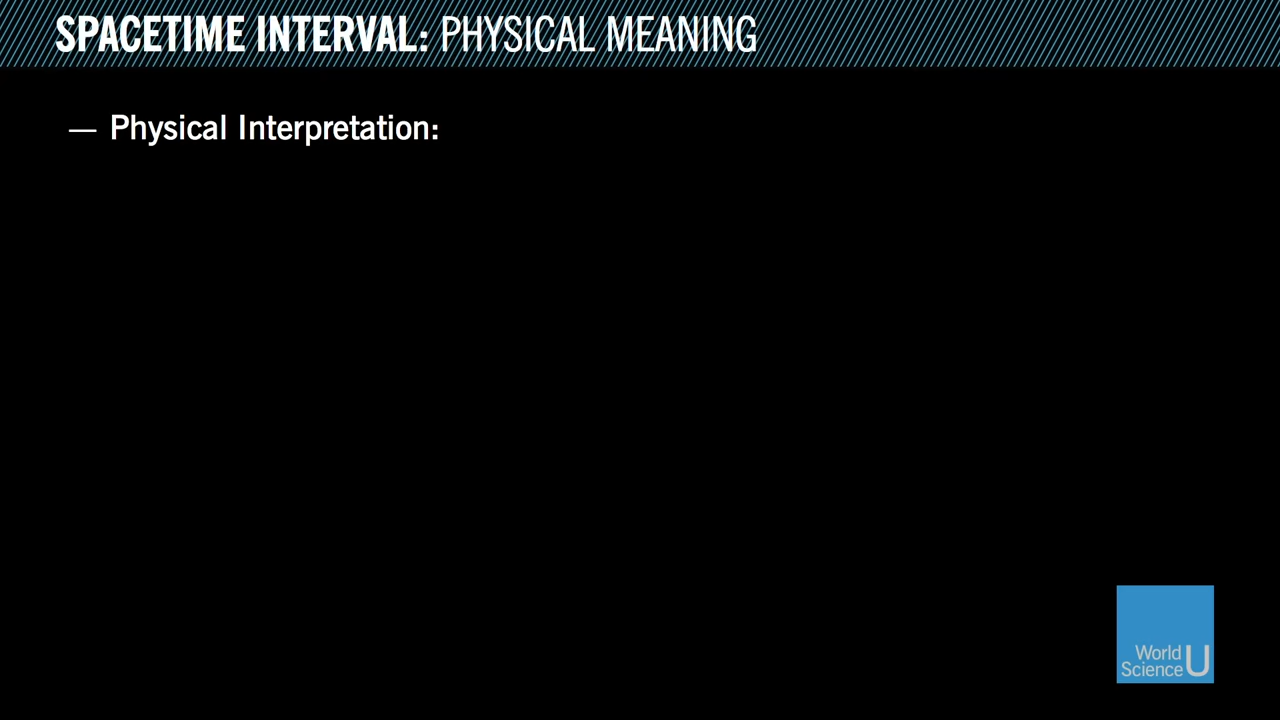 SPACETIME INTERVAL: PHYSICAL MEANING
— Physical Interpretation:
World
Science U